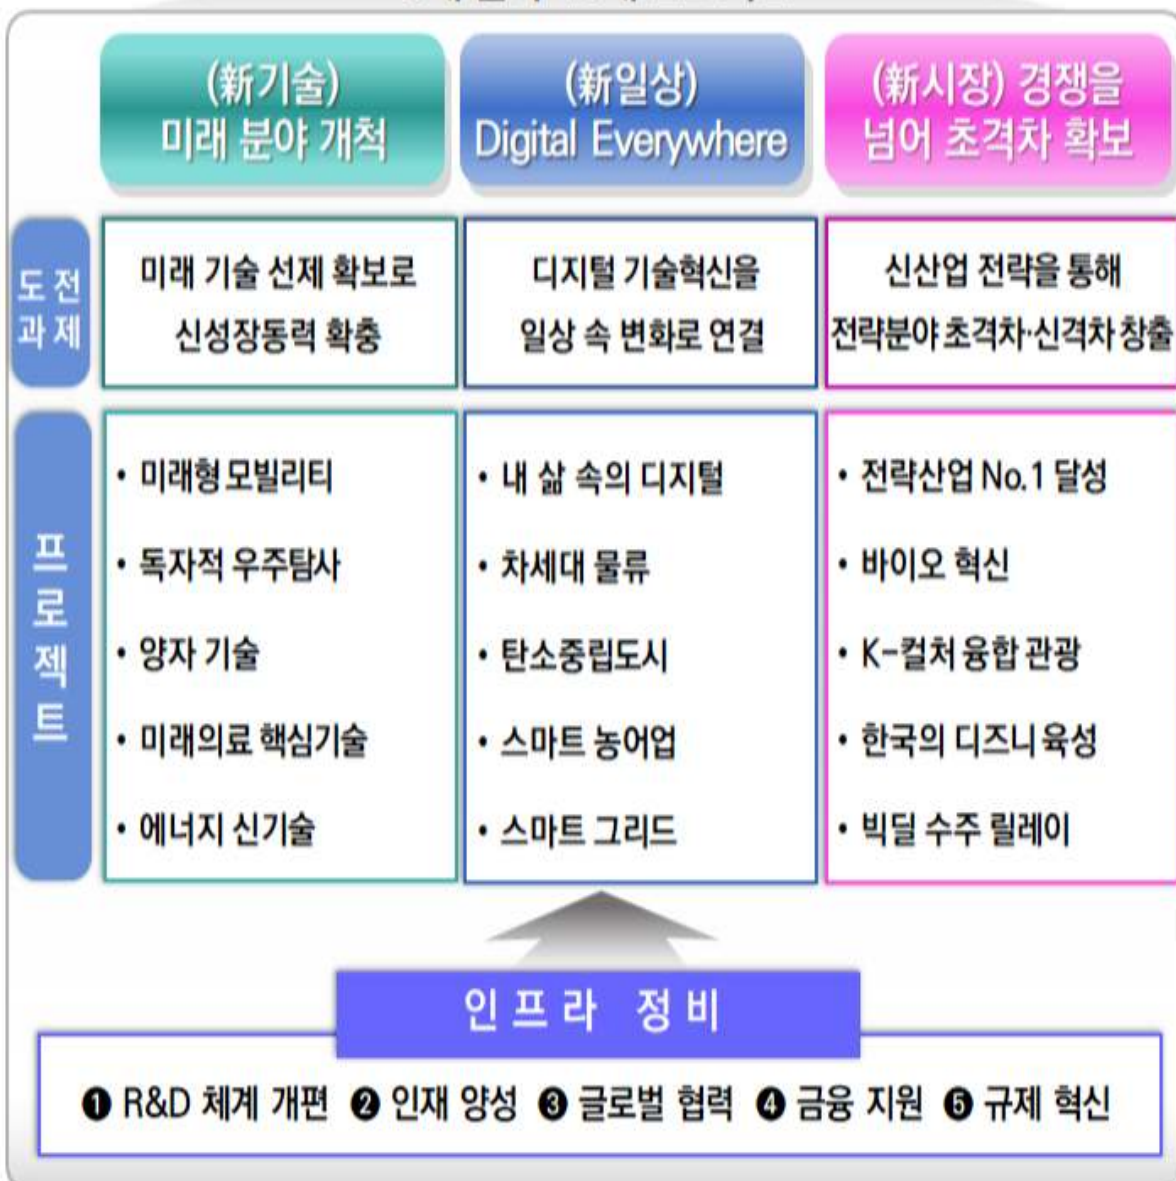 (新기술)
미래 분야 개척
(新일상)
Digital Everywhere
(新시장) 경쟁을
넘어 초격차 확보
도전
과제
미래 기술 선제 확보로
신성장동력 확충
디지털 기술혁신을
일상 속 변화로 연결
신산업 전략을 통해
전략분야 초격차·신격차 창출
프로젝트
• 미래형 모빌리티
• 독자적 우주탐사
• 양자 기술
• 미래의료 핵심기술
• 에너지 신기술
• 내 삶 속의 디지털
• 차세대 물류
• 탄소중립도시
• 스마트 농어업
• 스마트 그리드
• 전략산업 No.1 달성
• 바이오 혁신
• K-컬처 융합 관광
• 한국의 디즈니 육성
• 빅딜 수주 릴레이
인프라 정비
❶ R&D 체계 개편 ❷ 인재 양성 ❸ 글로벌 협력 ❹ 금융 지원 ❺ 규제 혁신